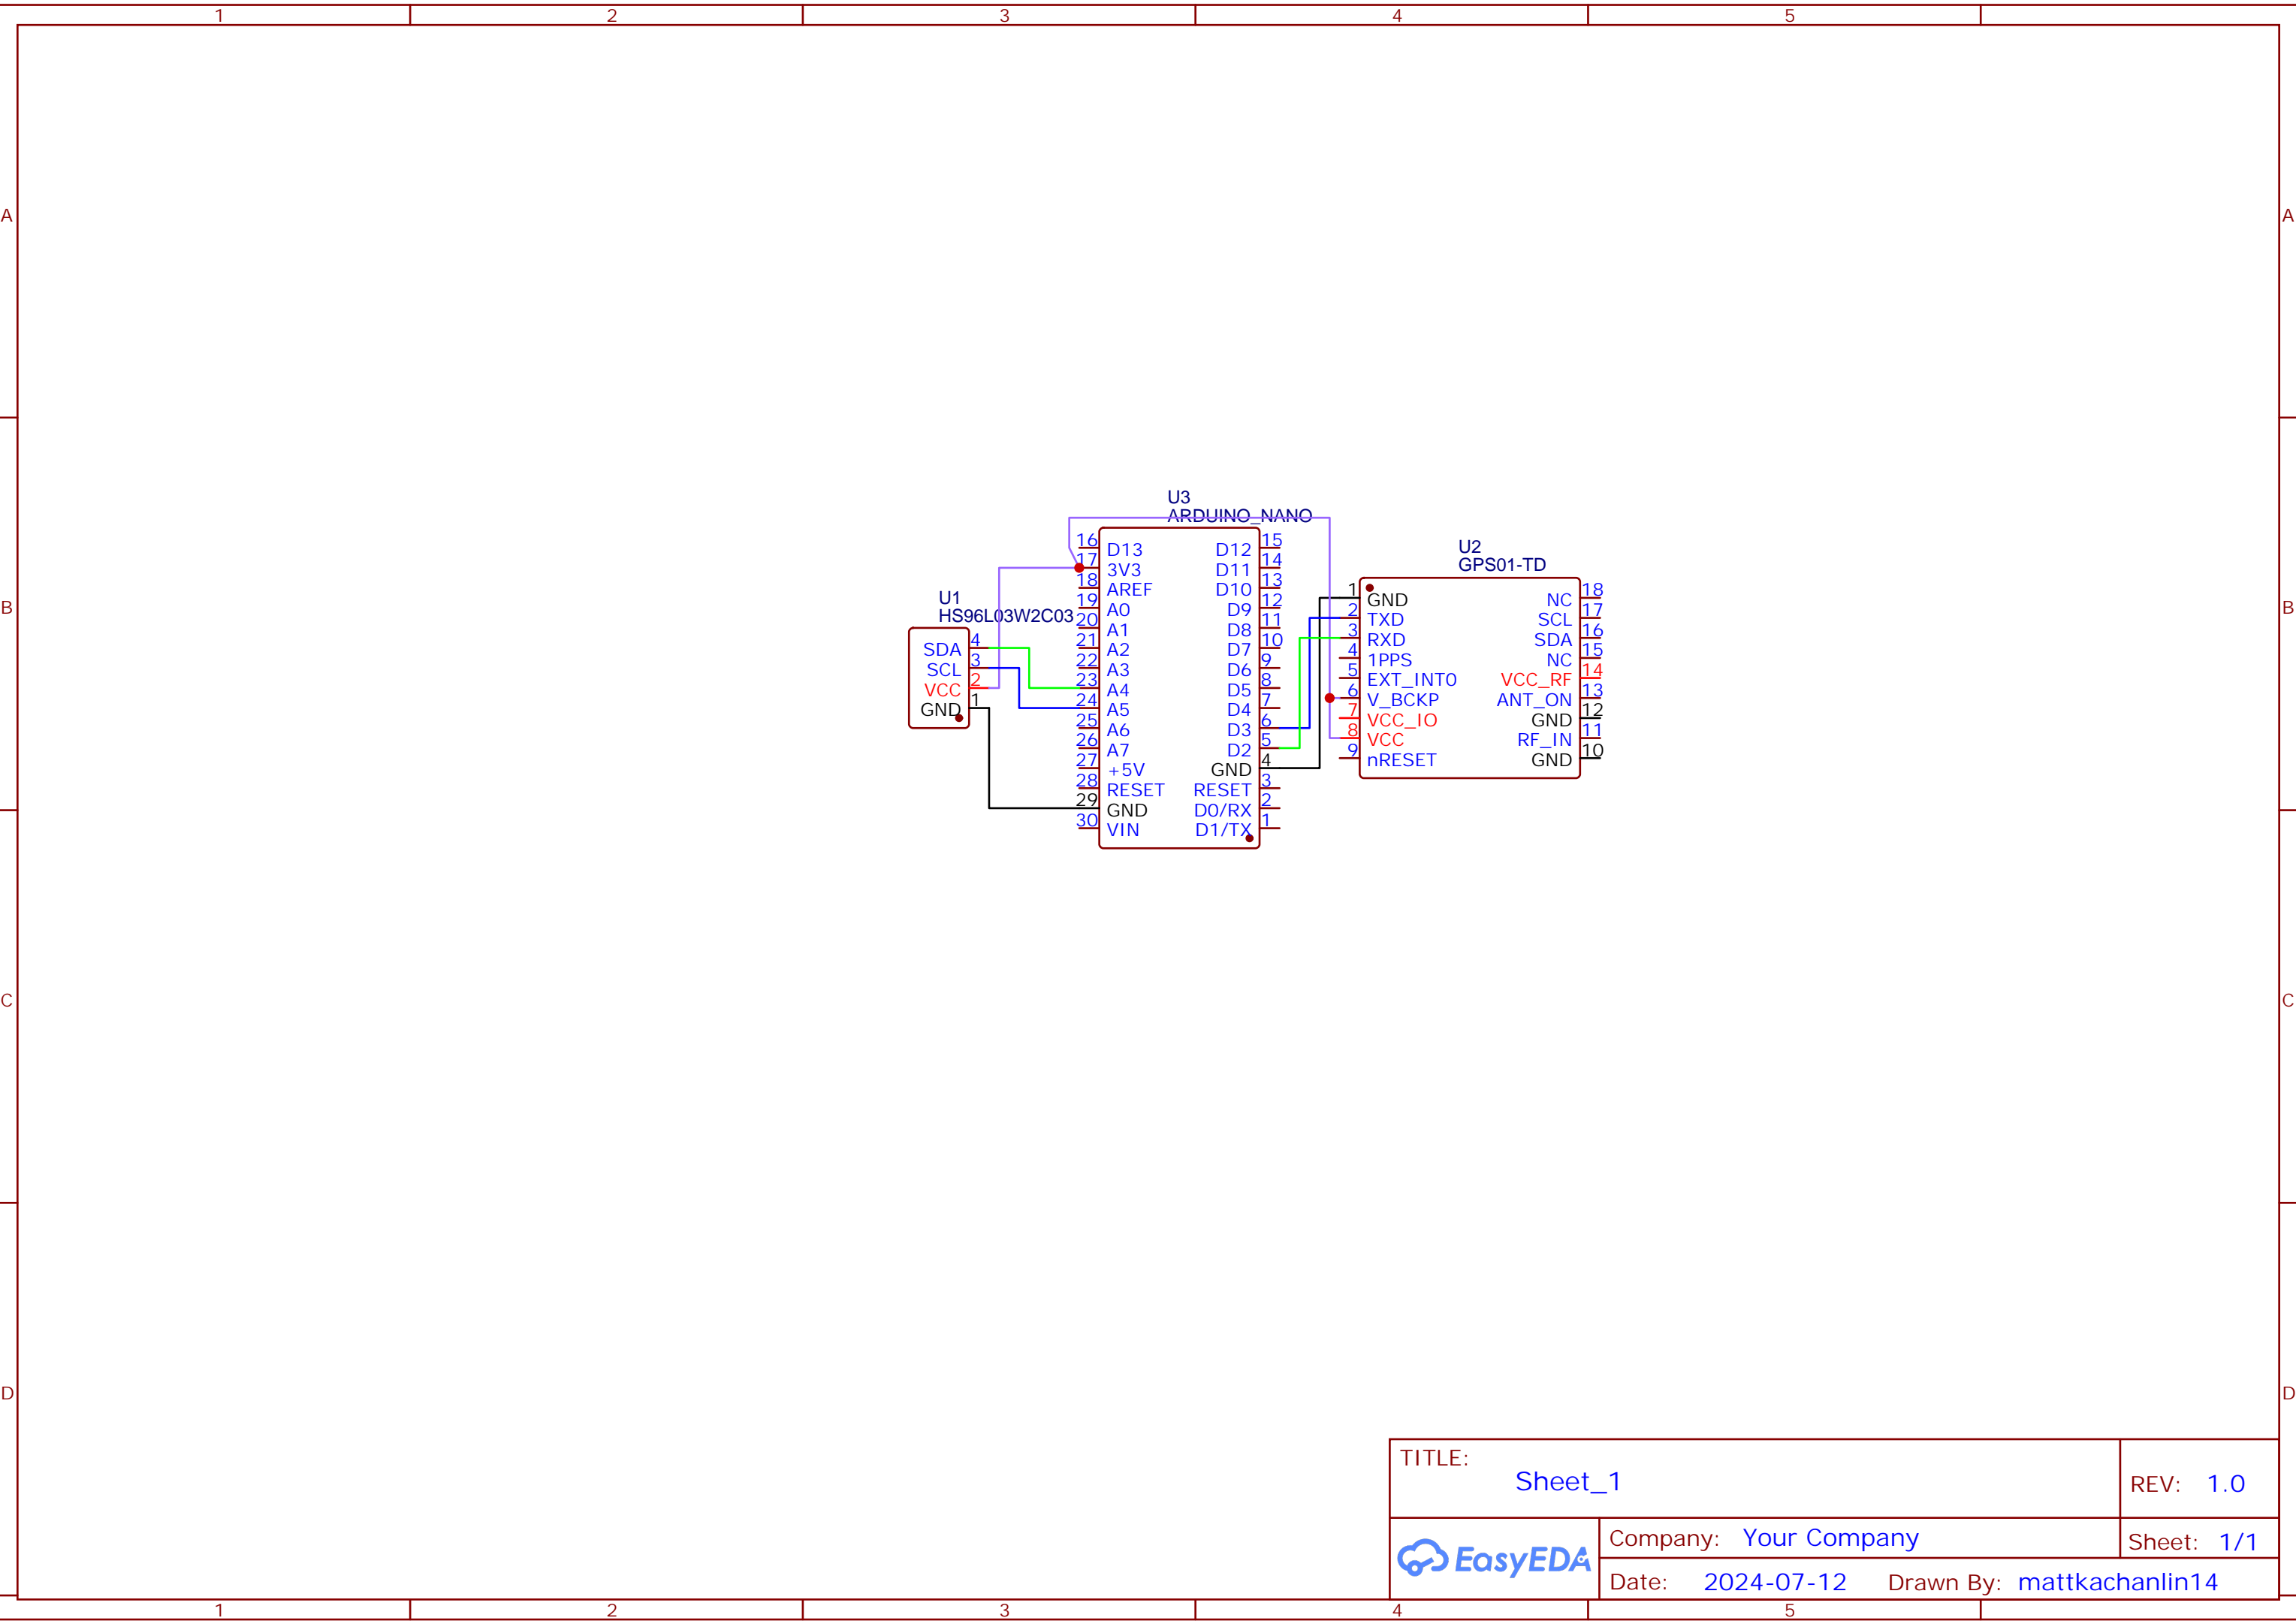 1 2 3 4 5
A A
B B
C C
D D
U3
ARDUINO_NANO
16 D13 D12 15
17 3V3 D11 14
18 AREF D10 13
19 A0 D9 12
20 A1 D8 11
21 A2 D7 10
22 A3 D6 9
23 A4 D5 8
24 A5 D4 7
25 A6 D3 6
26 A7 D2 5
27 +5V GND 4
28 RESET RESET 3
29 GND D0/RX 2
30 VIN D1/TX 1
U1
HS96L03W2C03
SDA 4
SCL 3
VCC 2
GND 1
U2
GPS01-TD
1 GND NC 18
2 TXD SCL 17
3 RXD SDA 16
4 1PPS NC 15
5 EXT_INT0 VCC_RF 14
6 V_BCKP ANT_ON 13
7 VCC_IO GND 12
8 VCC RF_IN 11
9 nRESET GND 10
TITLE:
Sheet_1
REV: 1.0
EasyEDA
Company: Your Company
Sheet: 1/1
Date: 2024-07-12 Drawn By: mattkachanlin14
1 2 3 4 5